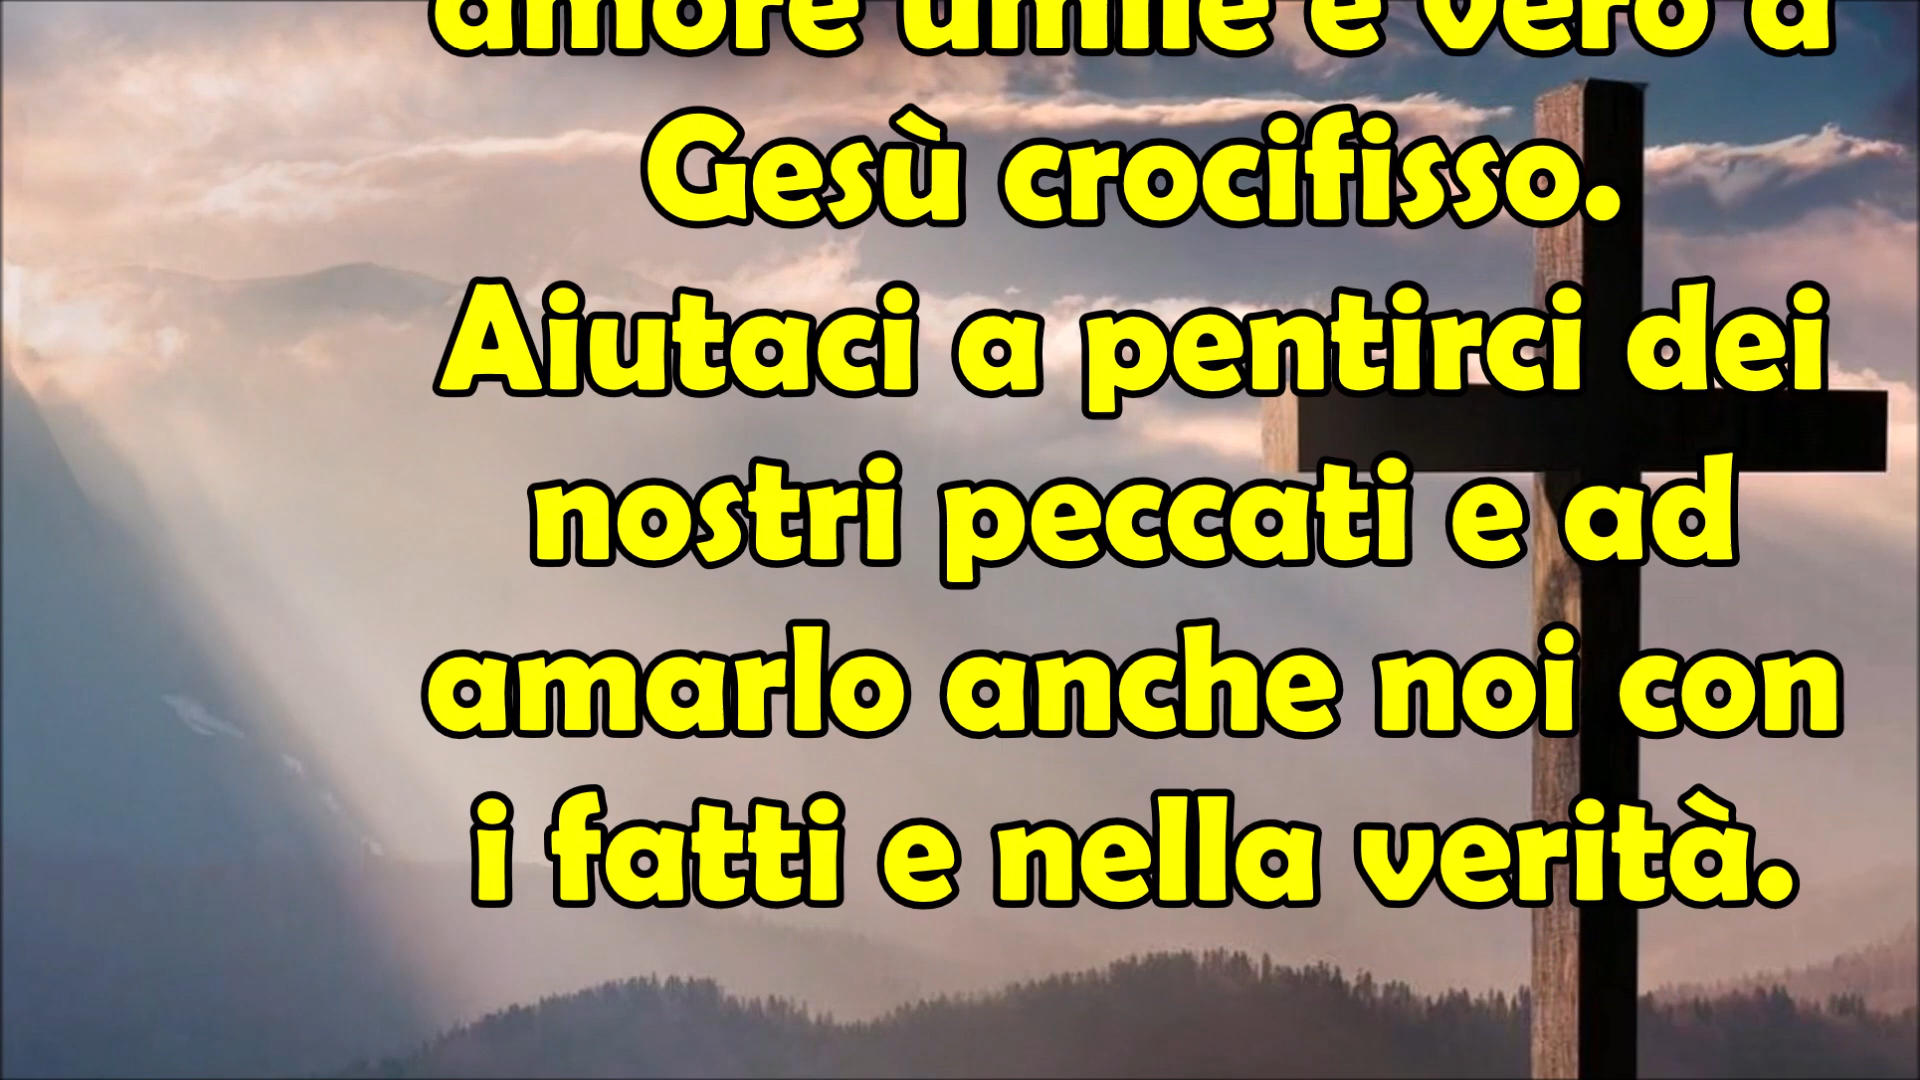 amore umile e vero a
Gesù crocifisso.
Aiutaci a pentirci dei
nostri peccati e ad
amarlo anche noi con
i fatti e nella verità.